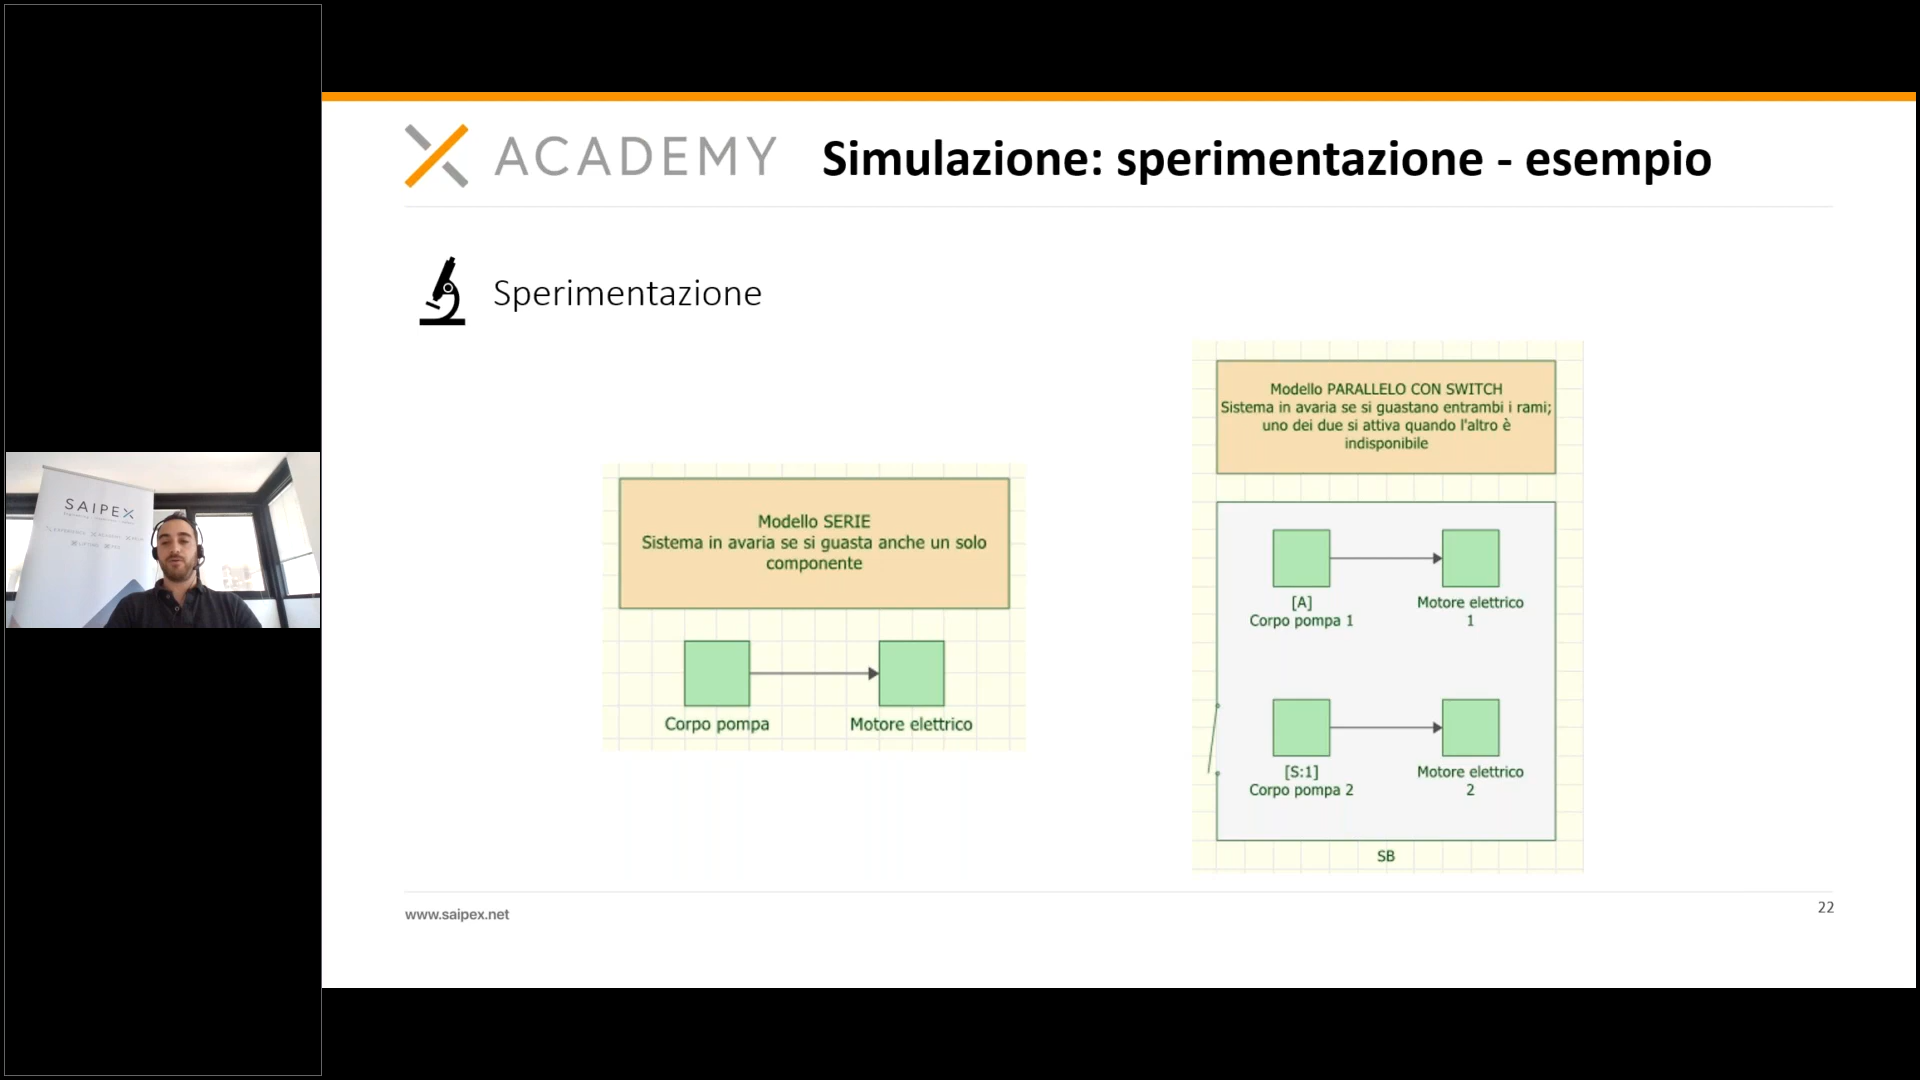 SAIPEX
ACADEMY
Simulazione: sperimentazione - esempio
Sperimentazione
Modello SERIE
Sistema in avaria se si guasta anche un solo
componente
Corpo pompa
Motore elettrico
Modello PARALLELO CON SWITCH
Sistema in avaria se si guastano entrambi i rami;
uno dei due si attiva quando l'altro è
indisponibile
[A]
Corpo pompa 1
Motore elettrico
1
[S:1]
Corpo pompa 2
Motore elettrico
2
SB
www.saipex.net
22